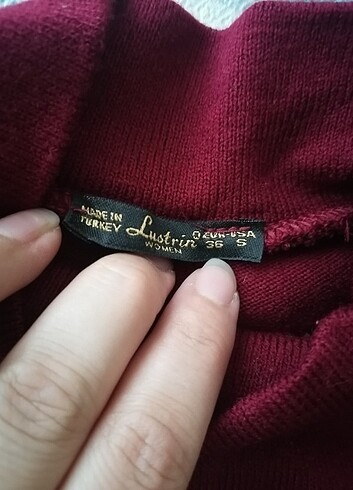 MADE IN
TURKEY
Lustrin
WOMEN
EUR-USA
36 S